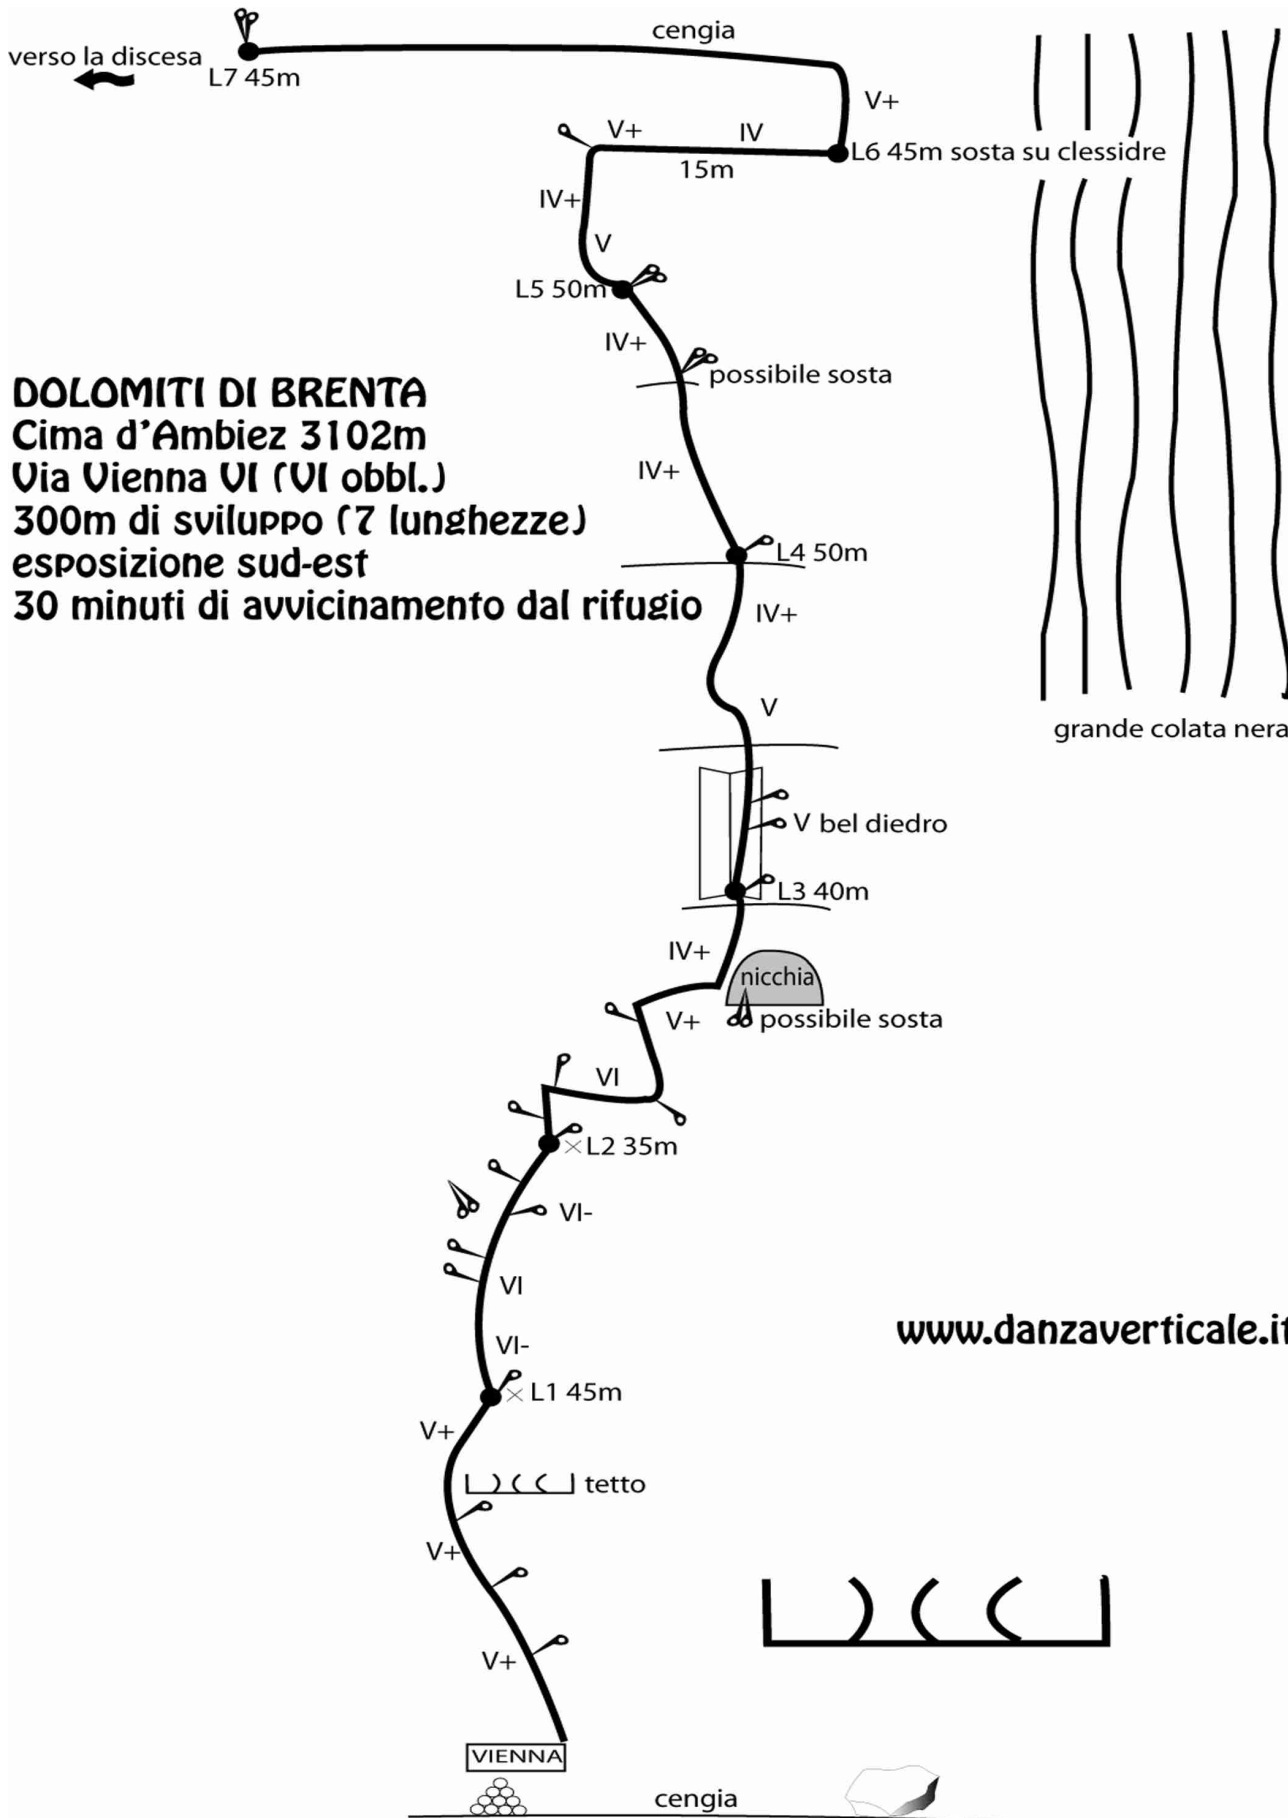 cengia
verso la discesa
L7 45m
V+
V+
IV
L6 45m sosta su clessidre
15m
IV+
V
L5 50m
IV+
possibile sosta
DOLOMITI DI BRENTA
Cima d'Ambiez 3102m
Via Vienna VI (VI obbl.)
300m di sviluppo (7 lunghezze)
esposizione sud-est
30 minuti di avvicinamento dal rifugio
IV+
L4 50m
IV+
V
grande colata nera
V bel diedro
L3 40m
IV+
nicchia
V+
possibile sosta
VI
L2 35m
VI-
VI
www.danzaverticale.it
VI-
L1 45m
V+
tetto
V+
V+
VIENNA
cengia